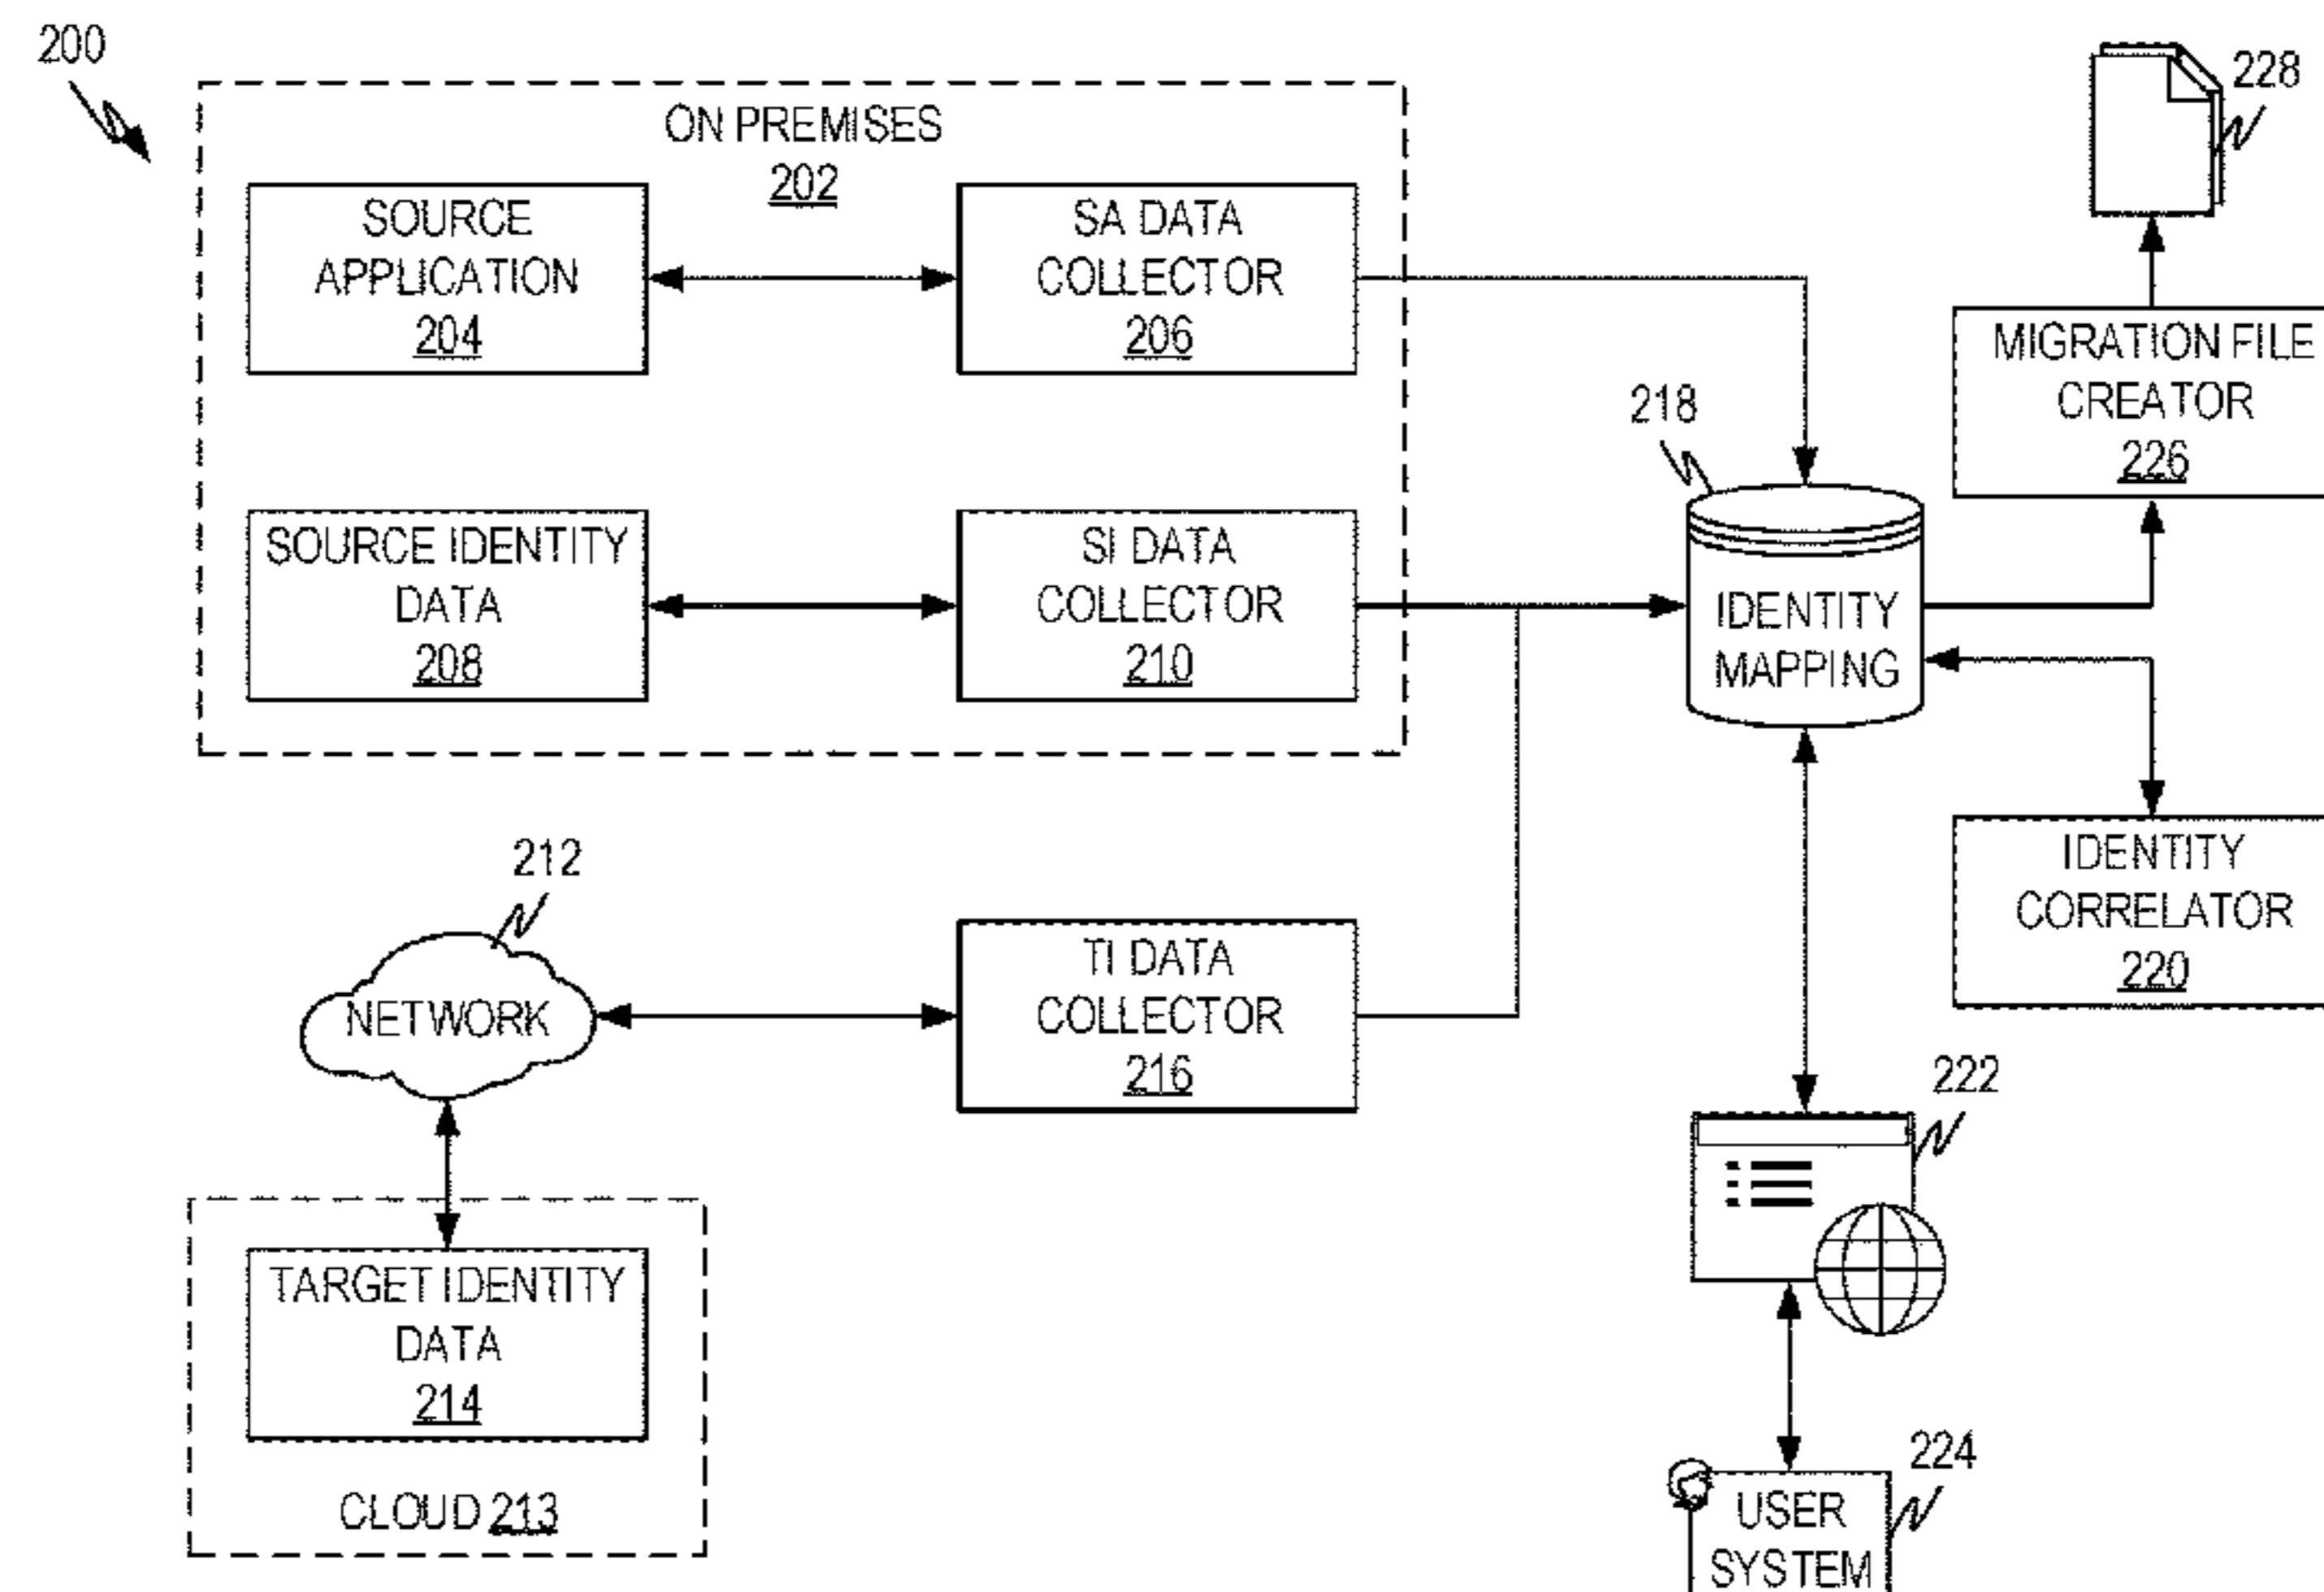 200
ON PREMISES
202
SOURCE
APPLICATION
204
SA DATA
COLLECTOR
206
SOURCE IDENTITY
DATA
208
SI DATA
COLLECTOR
210
228
MIGRATION FILE
CREATOR
226
218
IDENTITY
MAPPING
IDENTITY
CORRELATOR
220
212
NETWORK
TI DATA
COLLECTOR
216
222
TARGET IDENTITY
DATA
214
CLOUD 213
224
USER
SYSTEM